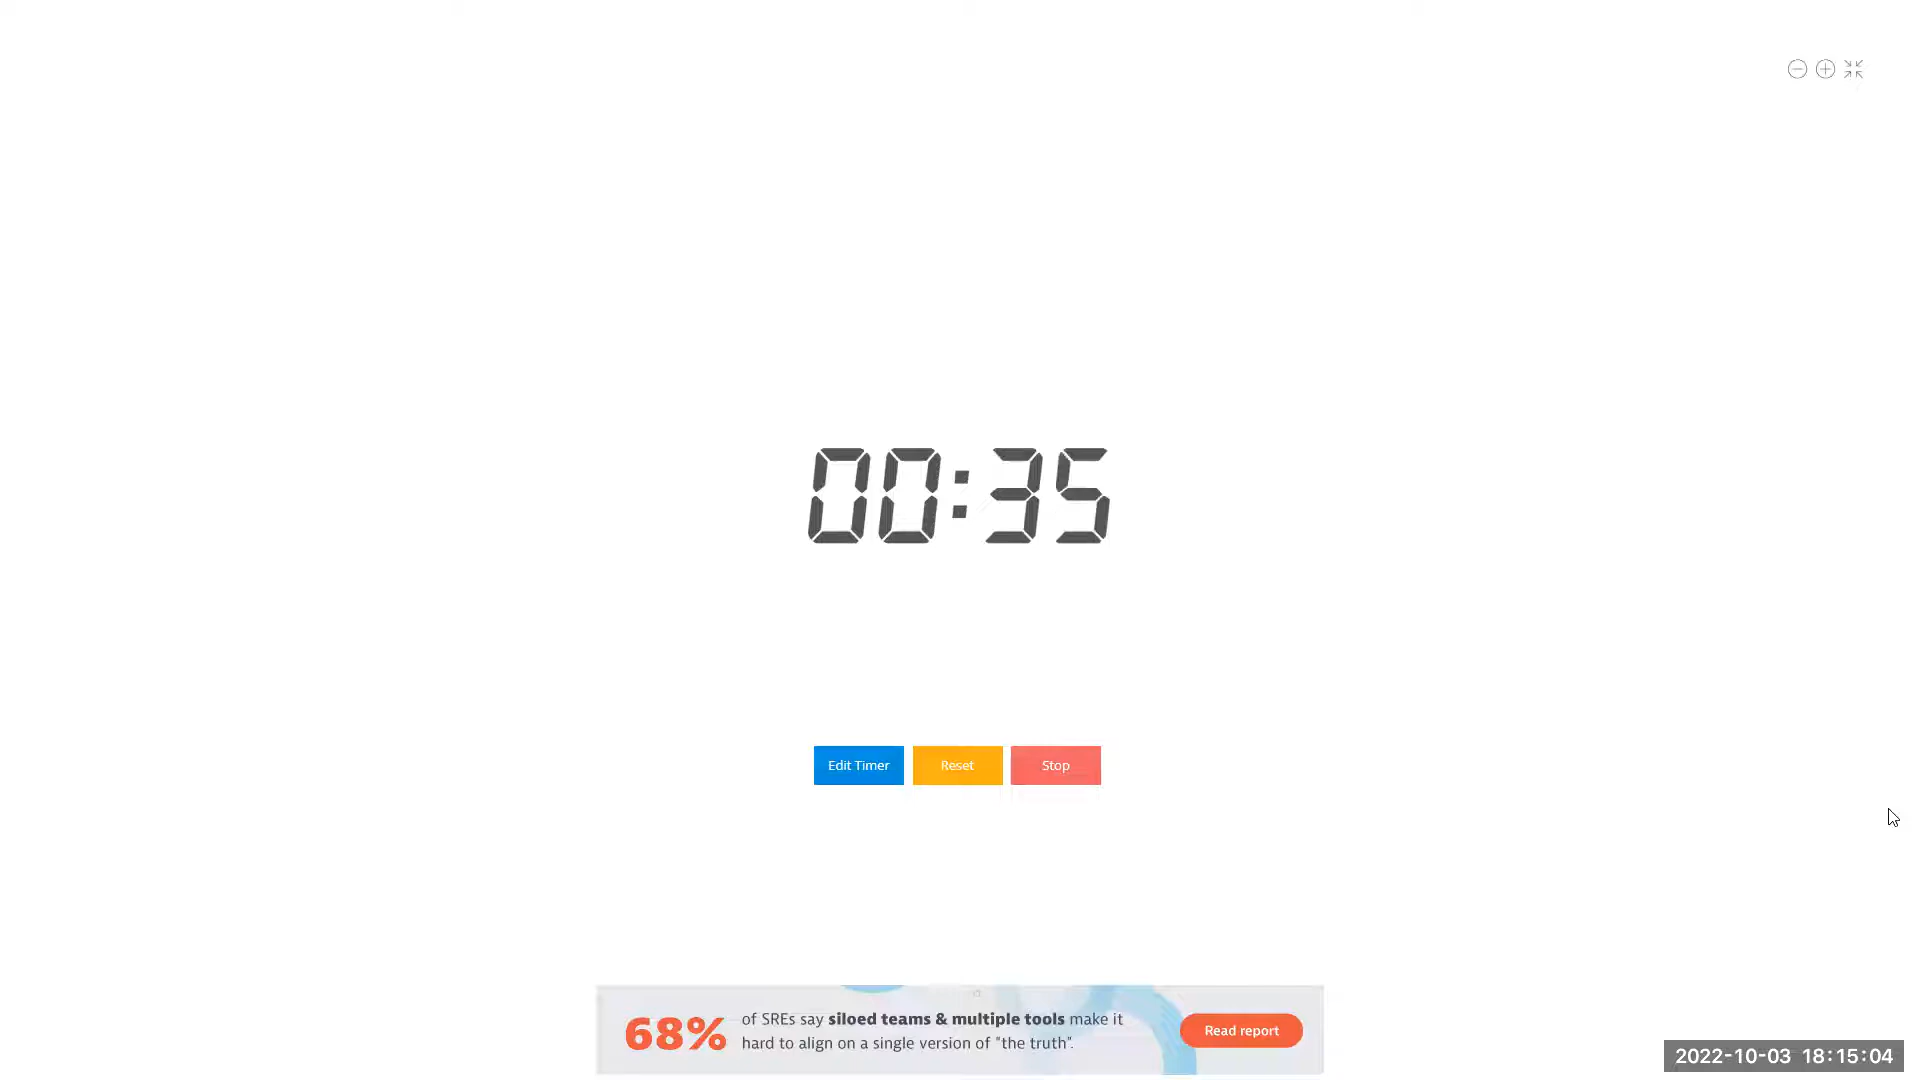 00:35
Edit Timer
Reset
Stop
68%
of SREs say siloed teams & multiple tools make it
hard to align on a single version of "the truth".
Read report
2022-10-03 18:15:04